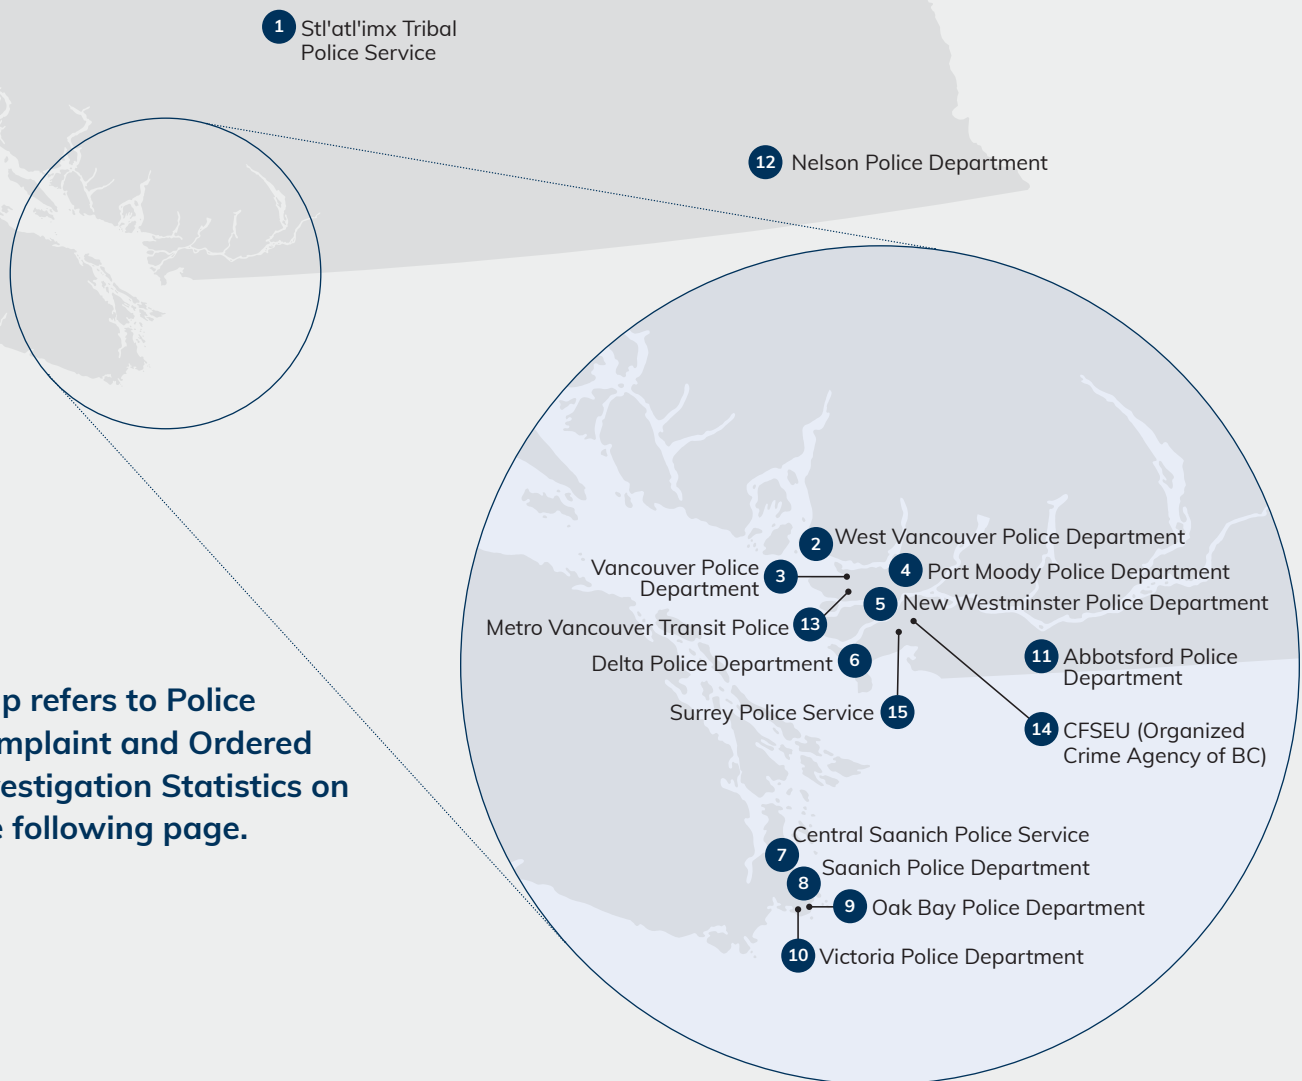 1 Stl'atl'imx Tribal
Police Service
12 Nelson Police Department
2 West Vancouver Police Department
Vancouver Police
Department 3
4 Port Moody Police Department
5 New Westminster Police Department
Metro Vancouver Transit Police 13
Delta Police Department 6
11 Abbotsford Police
Department
Surrey Police Service 15
14 CFSEU (Organized
Crime Agency of BC)
p refers to Police
mplaint and Ordered
estigation Statistics on
following page.
Central Saanich Police Service
7
Saanich Police Department
8
9 Oak Bay Police Department
10 Victoria Police Department